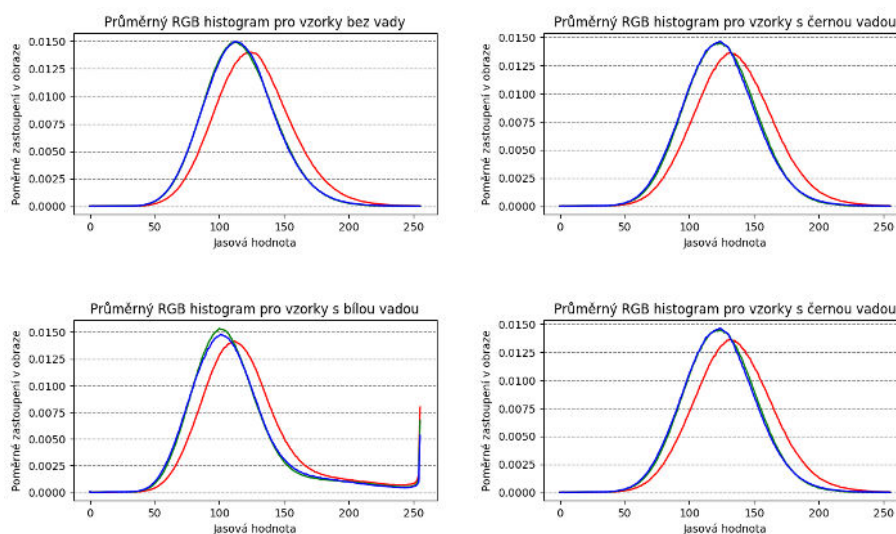 Průměrný RGB histogram pro vzorky bez vady
Poměrné zastoupení v obraze
0.0150
0.0125
0.0100
0.0075
0.0050
0.0025
0.0000
0 50 100 150 200 250
Jasová hodnota
Průměrný RGB histogram pro vzorky s černou vadou
Poměrné zastoupení v obraze
0.0150
0.0125
0.0100
0.0075
0.0050
0.0025
0.0000
0 50 100 150 200 250
Jasová hodnota
Průměrný RGB histogram pro vzorky s bílou vadou
Poměrné zastoupení v obraze
0.0150
0.0125
0.0100
0.0075
0.0050
0.0025
0.0000
0 50 100 150 200 250
Jasová hodnota
Průměrný RGB histogram pro vzorky s černou vadou
Poměrné zastoupení v obraze
0.0150
0.0125
0.0100
0.0075
0.0050
0.0025
0.0000
0 50 100 150 200 250
Jasová hodnota